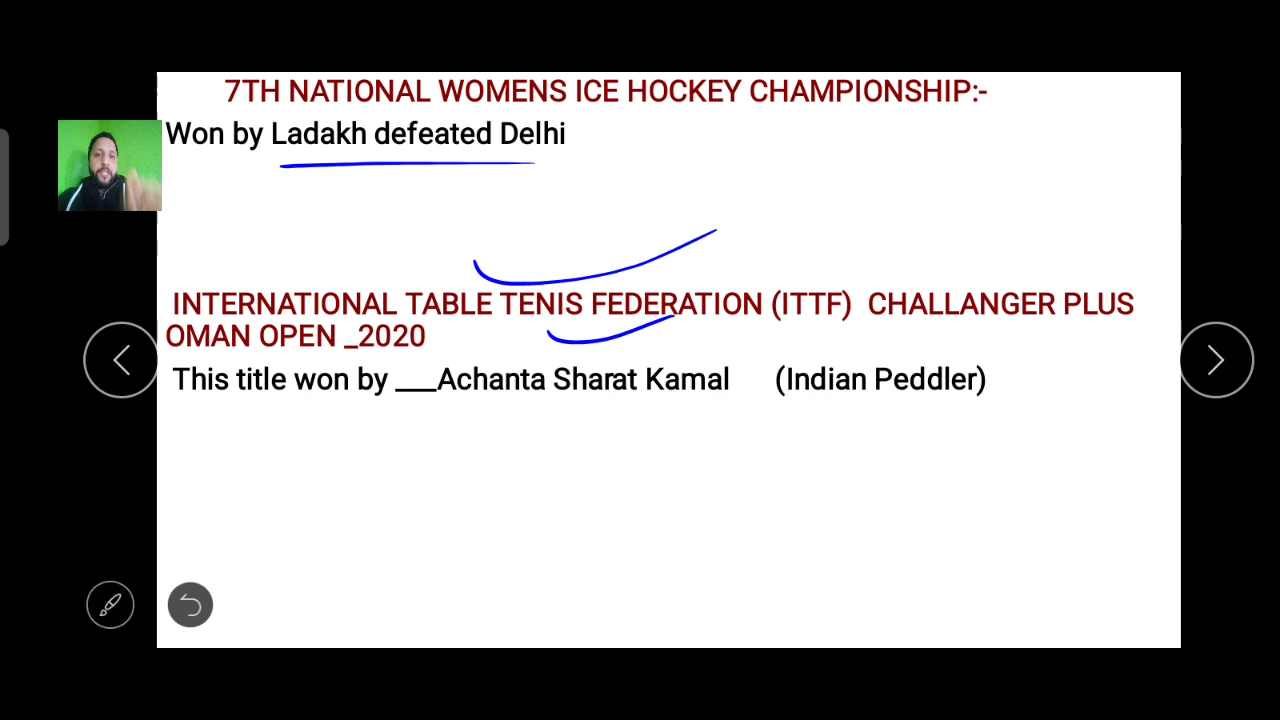 7TH NATIONAL WOMENS ICE HOCKEY CHAMPIONSHIP:-
Won by Ladakh defeated Delhi
INTERNATIONAL TABLE TENIS FEDERATION (ITTF) CHALLANGER PLUS
OMAN OPEN _2020
This title won by ___Achanta Sharat Kamal (Indian Peddler)